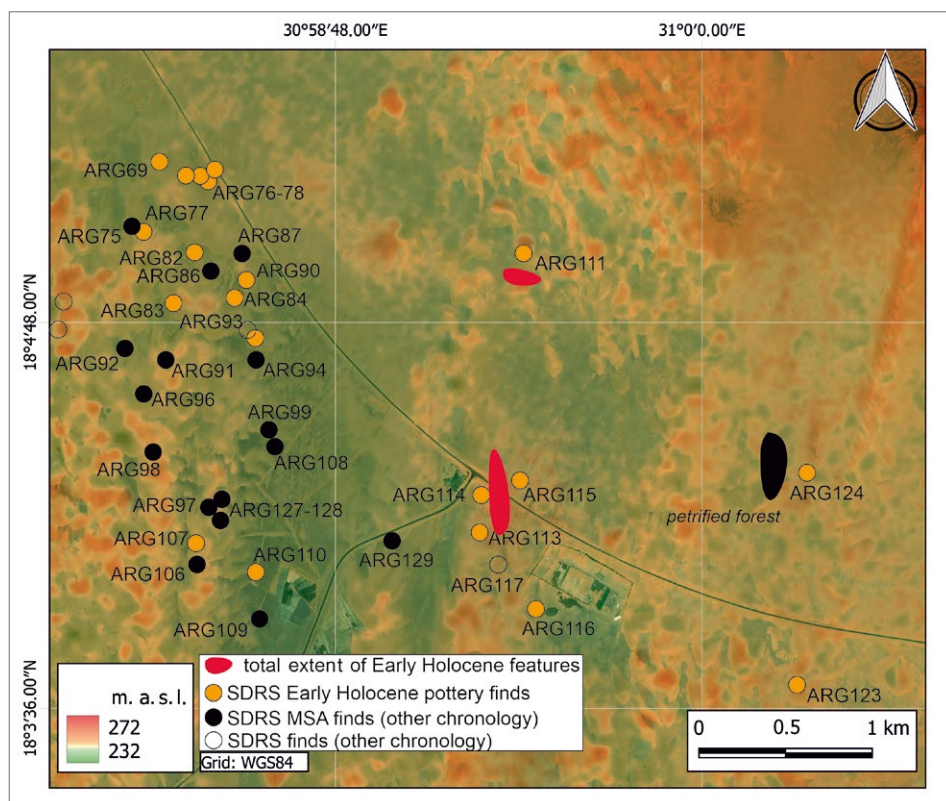 30°58′48.00″E
31°0′0.00″E
18°4′48.00″N
18°3′36.00″N
ARG69
ARG76-78
ARG77
ARG75
ARG87
ARG82
ARG86
ARG90
ARG84
ARG83
ARG93
ARG111
ARG92
ARG91
ARG94
ARG96
ARG99
ARG108
ARG98
ARG97
ARG127-128
ARG107
ARG106
ARG110
ARG109
ARG129
ARG114
ARG115
ARG113
ARG117
ARG116
ARG124
petrified forest
ARG123
m. a. s. l.
272
232
total extent of Early Holocene features
SDRS Early Holocene pottery finds
SDRS MSA finds (other chronology)
SDRS finds (other chronology)
Grid: WGS84
0 0.5 1 km